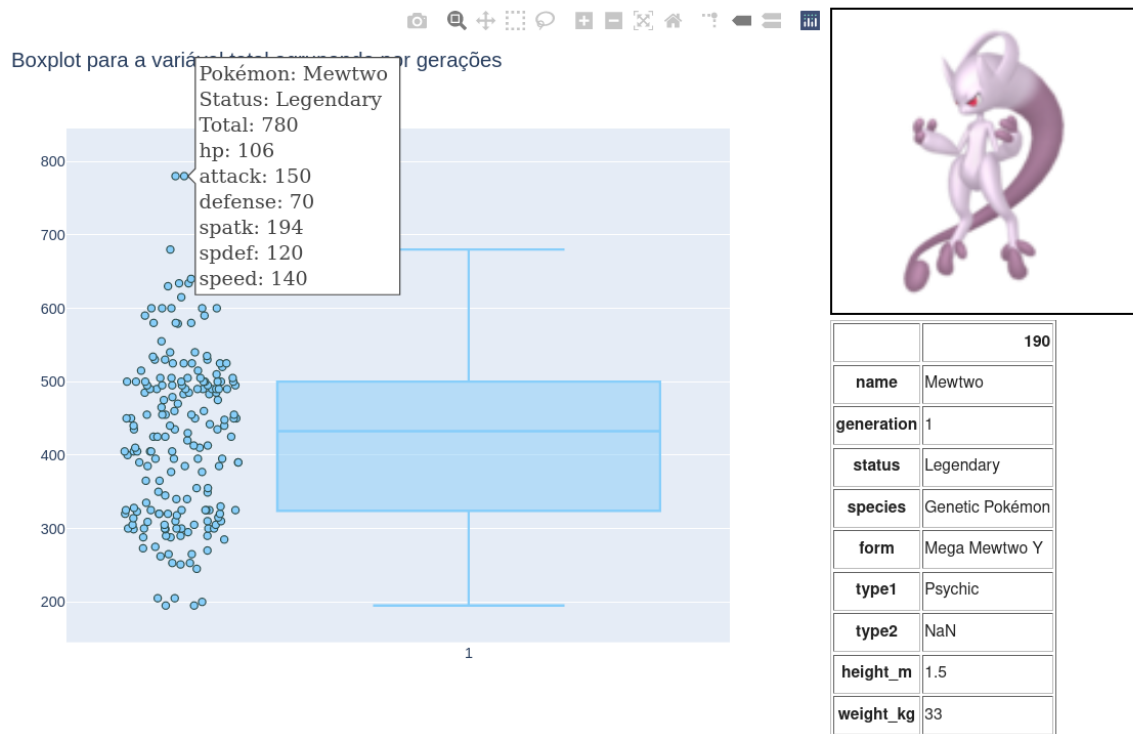 Boxplot para a variável total agrupando por gerações
Pokémon: Mewtwo
Status: Legendary
Total: 780
hp: 106
attack: 150
defense: 70
spatk: 194
spdef: 120
speed: 140
800
700
600
500
400
300
200
1
190
name Mewtwo
generation 1
status Legendary
species Genetic Pokémon
form Mega Mewtwo Y
type1 Psychic
type2 NaN
height_m 1.5
weight_kg 33